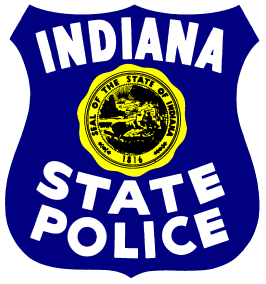 INDIANA
SEAL OF THE STATE OF INDIANA
1816
STATE
POLICE